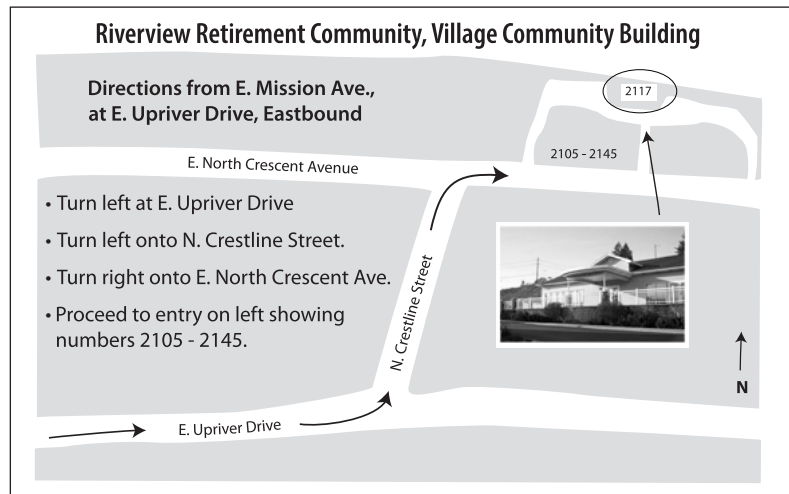 Riverview Retirement Community, Village Community Building
Directions from E. Mission Ave.,
at E. Upriver Drive, Eastbound
2117
2105 - 2145
E. North Crescent Avenue
• Turn left at E. Upriver Drive
• Turn left onto N. Crestline Street.
• Turn right onto E. North Crescent Ave.
• Proceed to entry on left showing
numbers 2105 - 2145.
N. Crestline Street
N
E. Upriver Drive